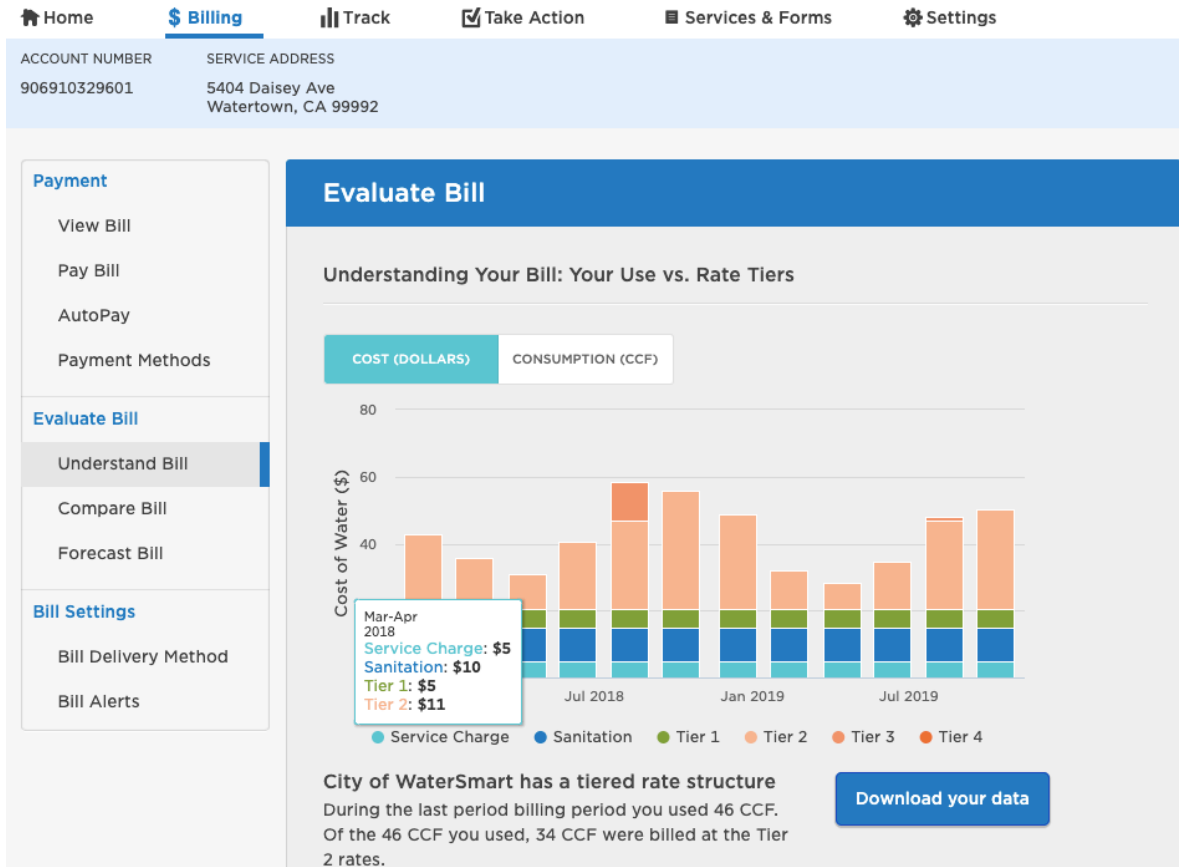 Home
Billing
Track
Take Action
Services & Forms
Settings
ACCOUNT NUMBER
906910329601
SERVICE ADDRESS
5404 Daisey Ave
Watertown, CA 99992
Payment
View Bill
Pay Bill
AutoPay
Payment Methods
Evaluate Bill
Understand Bill
Compare Bill
Forecast Bill
Bill Settings
Bill Delivery Method
Bill Alerts
Evaluate Bill
Understanding Your Bill: Your Use vs. Rate Tiers
COST (DOLLARS)
CONSUMPTION (CCF)
Cost of Water ($)
80
60
40
Mar-Apr
2018
Service Charge: $5
Sanitation: $10
Tier 1: $5
Tier 2: $11
Jul 2018
Jan 2019
Jul 2019
Service Charge
Sanitation
Tier 1
Tier 2
Tier 3
Tier 4
City of WaterSmart has a tiered rate structure
During the last period billing period you used 46 CCF.
Of the 46 CCF you used, 34 CCF were billed at the Tier
2 rates.
Download your data